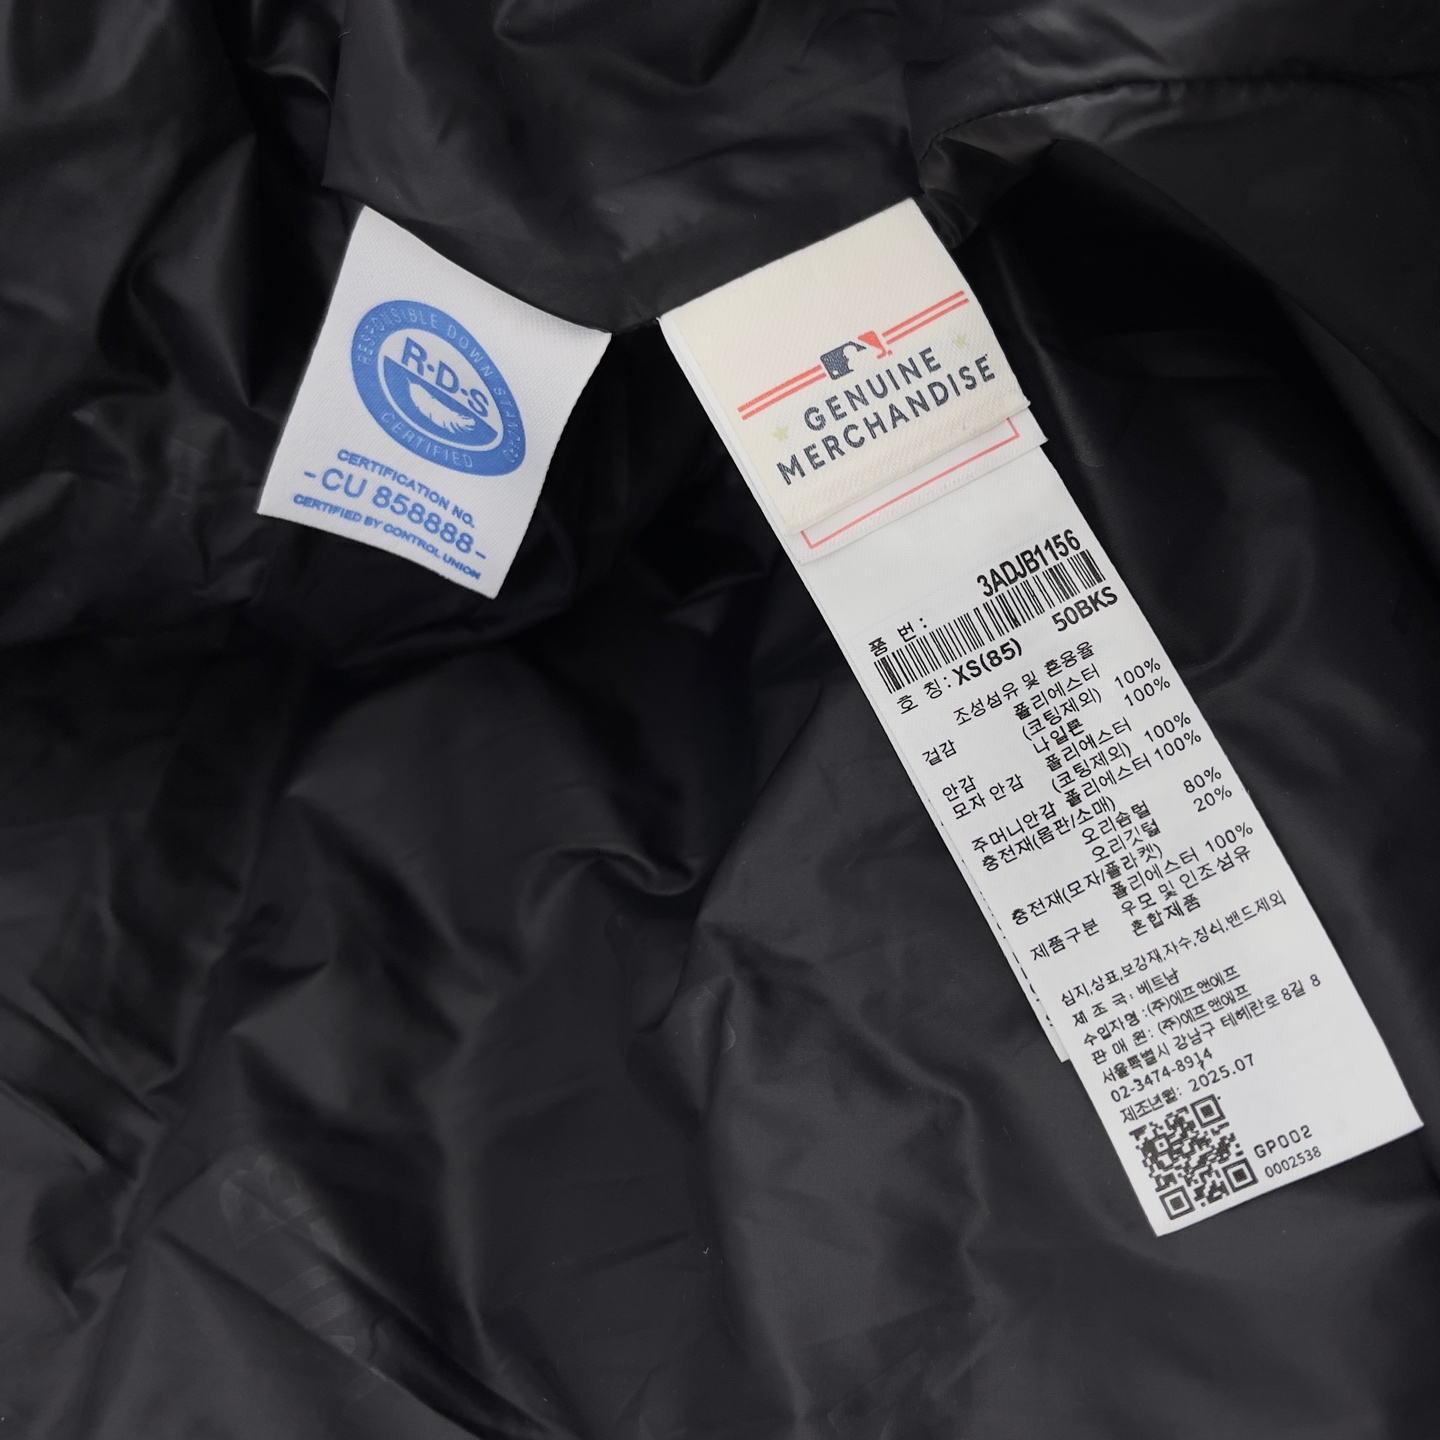 RESPONSIBLE DOWN STANDARD
R·D·S
CERTIFIED
CERTIFICATION NO.
-CU 858888-
CERTIFIED BY CONTROL UNION
GENUINE
MERCHANDISE
품 번: 3ADJB1156
50BKS
호 칭: XS(85)
조성섬유 및 혼용율
겉감 폴리에스터 100%
(코팅제외)
안감 나일론 100%
모자 안감 폴리에스터 100%
(코팅제외)
주머니안감 폴리에스터 100%
충전재(몸판/소매)
오리솜털 80%
오리깃털 20%
충전재(모자/플라켓)
폴리에스터 100%
제품구분 우모 및 인조섬유
혼합제품
심지,상표,보강재,자수,장식,밴드제외
제 조 국: 베트남
수입자명:(주)에프앤에프
판 매 원: (주)에프앤에프
서울특별시 강남구 테헤란로 8길 8
02-3474-8914
제조년월: 2025.07
GP002
0002538